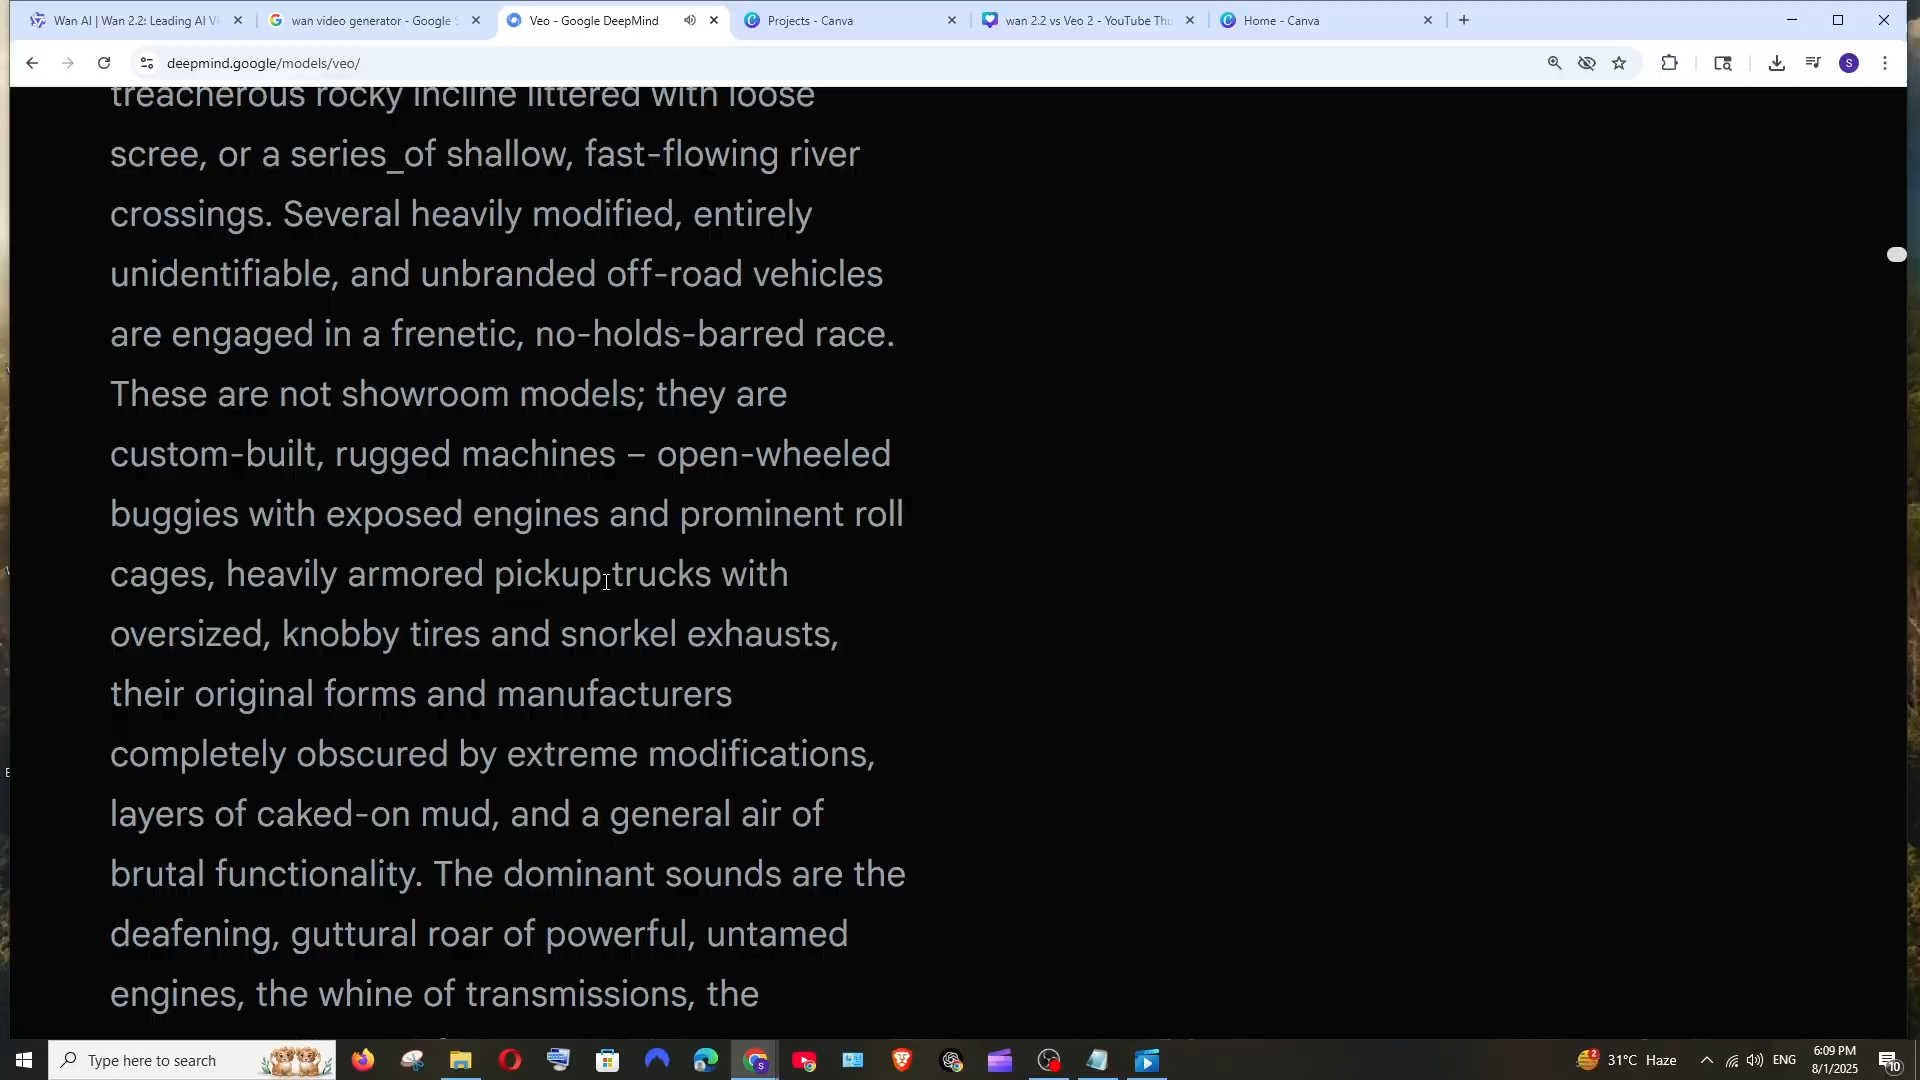 Wan AI | Wan 2.2: Leading AI Vi
wan video generator - Google S
Veo - Google DeepMind
Projects - Canva
wan 2.2 vs Veo 2 - YouTube Thu
Home - Canva
deepmind.google/models/veo/
S
treacherous rocky incline littered with loose
scree, or a series_of shallow, fast-flowing river
crossings. Several heavily modified, entirely
unidentifiable, and unbranded off-road vehicles
are engaged in a frenetic, no-holds-barred race.
These are not showroom models; they are
custom-built, rugged machines – open-wheeled
buggies with exposed engines and prominent roll
cages, heavily armored pickup trucks with
oversized, knobby tires and snorkel exhausts,
their original forms and manufacturers
completely obscured by extreme modifications,
layers of caked-on mud, and a general air of
brutal functionality. The dominant sounds are the
deafening, guttural roar of powerful, untamed
engines, the whine of transmissions, the
Type here to search
2
31°C Haze
ENG
6:09 PM
8/1/2025
10